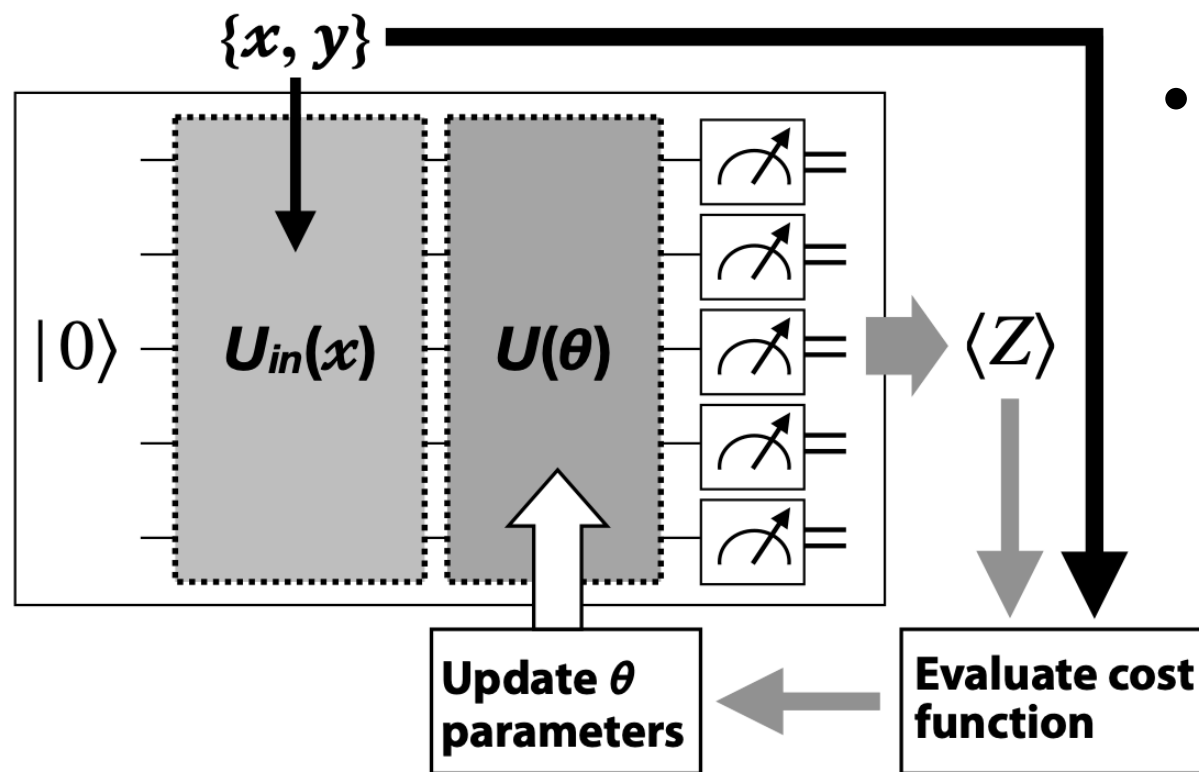 {x, y}
•
|0⟩
U_in(x)
U(θ)
⟨Z⟩
Update θ
parameters
Evaluate cost
function